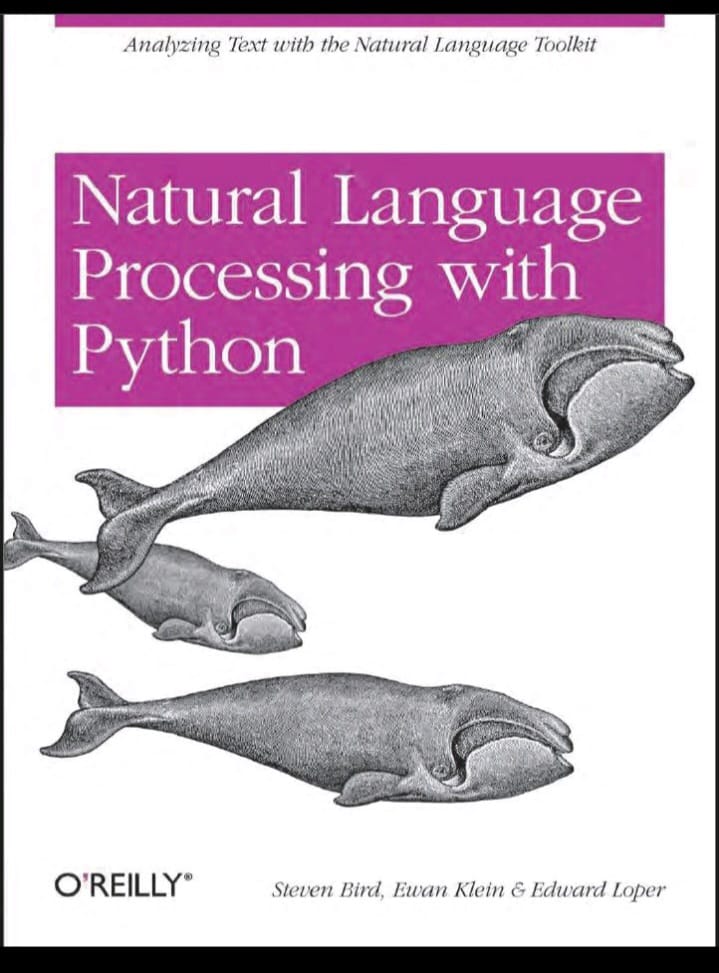 Analyzing Text with the Natural Language Toolkit
Natural Language
Processing with
Python
O'REILLY®
Steven Bird, Ewan Klein & Edward Loper